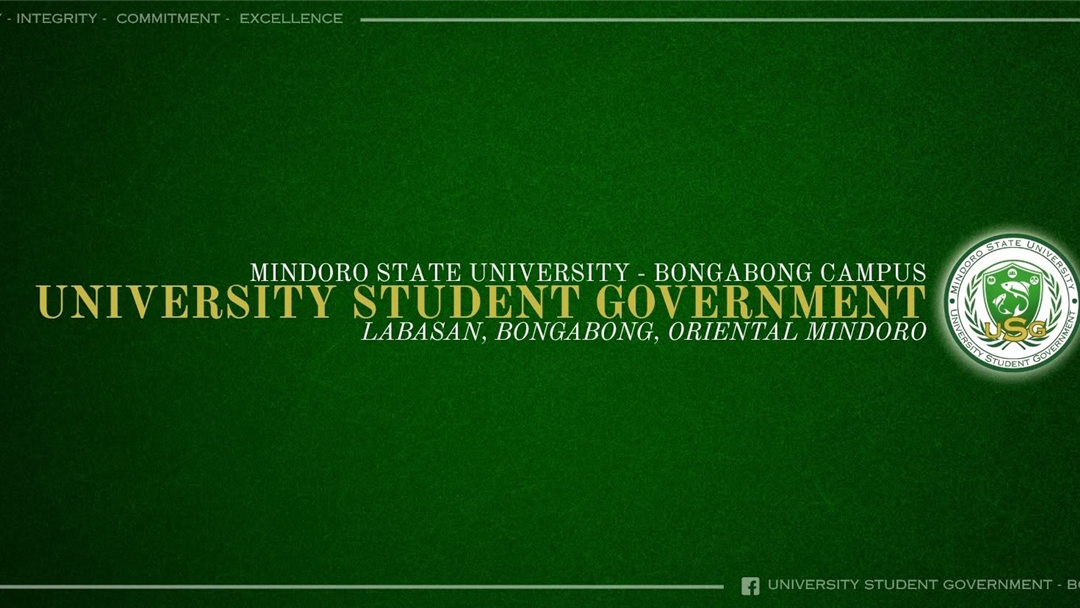 - INTEGRITY - COMMITMENT - EXCELLENCE
MINDORO STATE UNIVERSITY - BONGABONG CAMPUS
UNIVERSITY STUDENT GOVERNMENT
LABASAN, BONGABONG, ORIENTAL MINDORO
MINDORO STATE UNIVERSITY
USG
UNIVERSITY STUDENT GOVERNMENT
UNIVERSITY STUDENT GOVERNMENT -